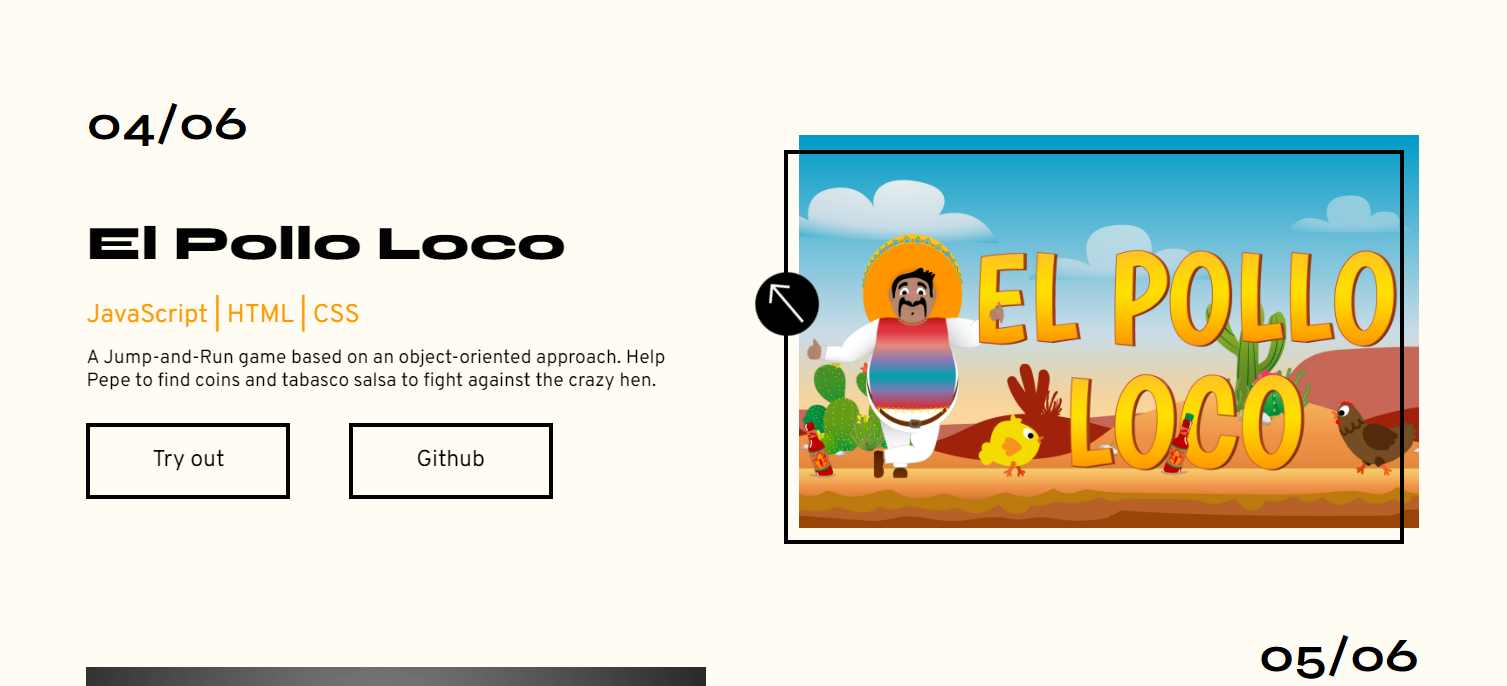 04/06
El Pollo Loco
JavaScript | HTML | CSS
A Jump-and-Run game based on an object-oriented approach. Help
Pepe to find coins and tabasco salsa to fight against the crazy hen.
Try out
Github
EL POLLO
LOCO
05/06